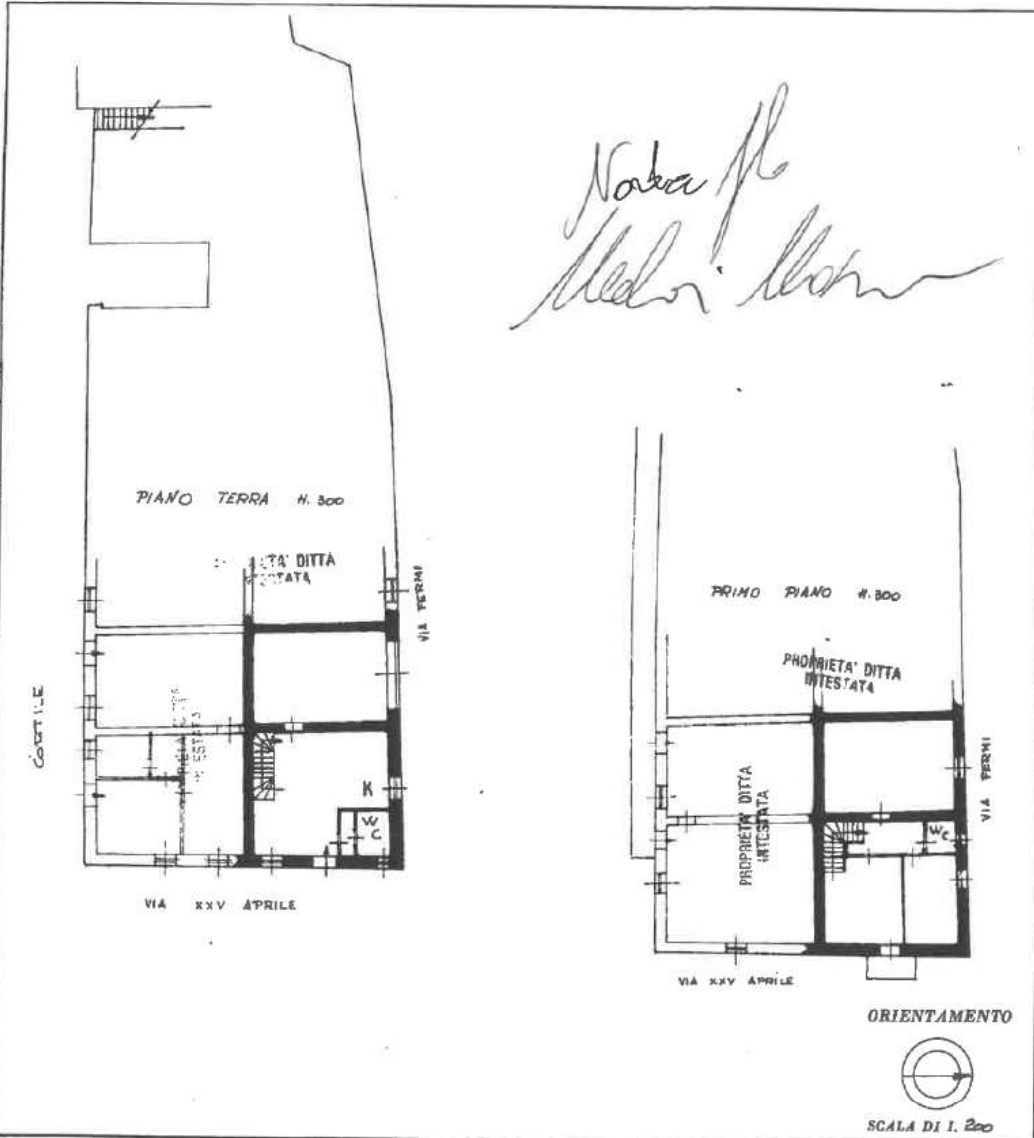 PIANO TERRA H. 300
DITTA
VIA FERMI
CORTILE
K
W
C
VIA XXV APRILE
PRIMO PIANO H. 300
PROPRIETA' DITTA
INTESTATA
PROPRIETA' DITTA
INTESTATA
VIA FERMI
WC
VIA XXV APRILE
ORIENTAMENTO
SCALA DI 1. 200